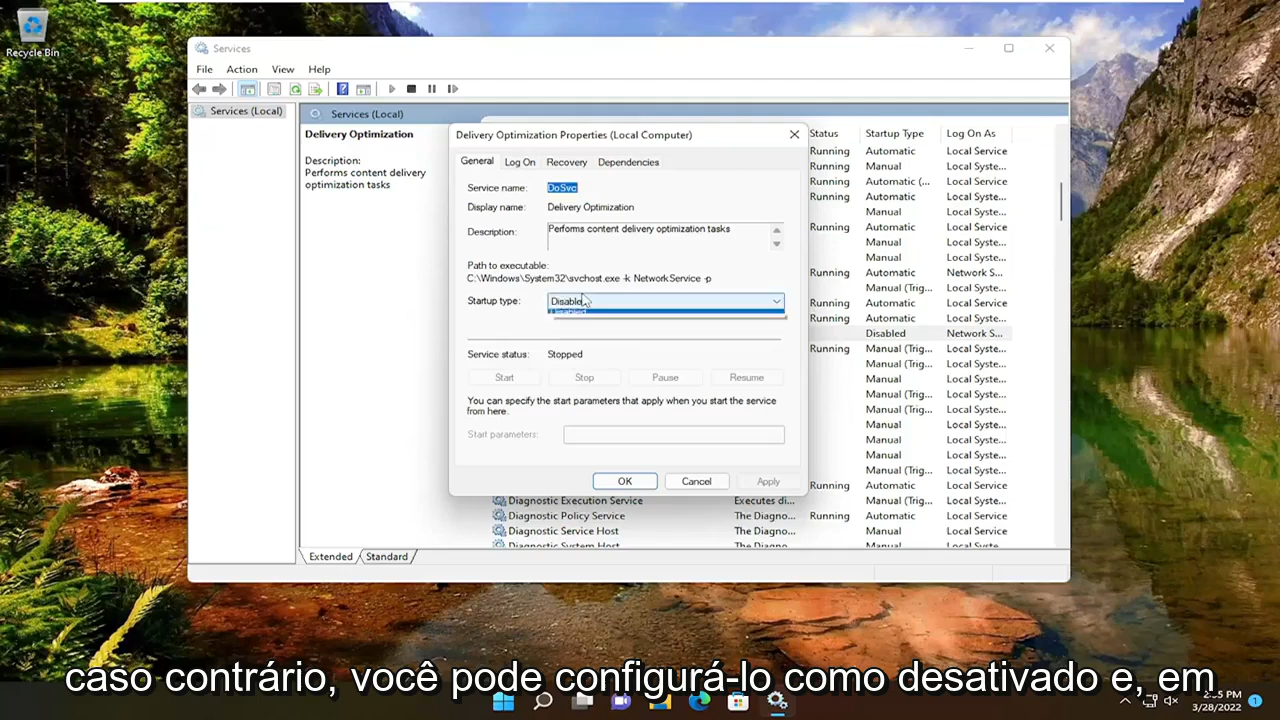 Recycle Bin
Services
File Action View Help
Services (Local)
Services (Local)
Delivery Optimization
Description:
Performs content delivery
optimization tasks
Delivery Optimization Properties (Local Computer)
General Log On Recovery Dependencies
Service name: DoSvc
Display name: Delivery Optimization
Description: Performs content delivery optimization tasks
Path to executable:
C:\Windows\System32\svchost.exe -k NetworkService -p
Startup type:
Disabled
Service status: Stopped
Start Stop Pause Resume
You can specify the start parameters that apply when you start the service
from here.
Start parameters:
OK Cancel Apply
Status Startup Type Log On As
Running Automatic Local Service
Running Manual Local Syste...
Running Automatic (... Local Service
Running Automatic Local Syste...
Manual Local Syste...
Running Automatic Local Service
Manual Local Syste...
Manual Local Syste...
Running Automatic Network S...
Running Manual (Trig... Local Syste...
Running Automatic Local Service
Running Automatic Local Syste...
Disabled Network S...
Running Manual (Trig... Local Syste...
Manual (Trig... Local Syste...
Manual Local Syste...
Manual (Trig... Local Syste...
Manual (Trig... Local Syste...
Manual Local Syste...
Manual Local Syste...
Manual (Trig... Local Syste...
Running Automatic Local Service
Diagnostic Execution Service Executes di... Manual (Trig... Local Syste...
Diagnostic Policy Service The Diagno... Running Automatic Local Service
Diagnostic Service Host The Diagno... Manual Local Service
Diagnostic System Host The Diagno... Manual Local Syste...
Extended Standard
caso contrário, você pode configurá-lo como desativado e, em
3/28/2022
1